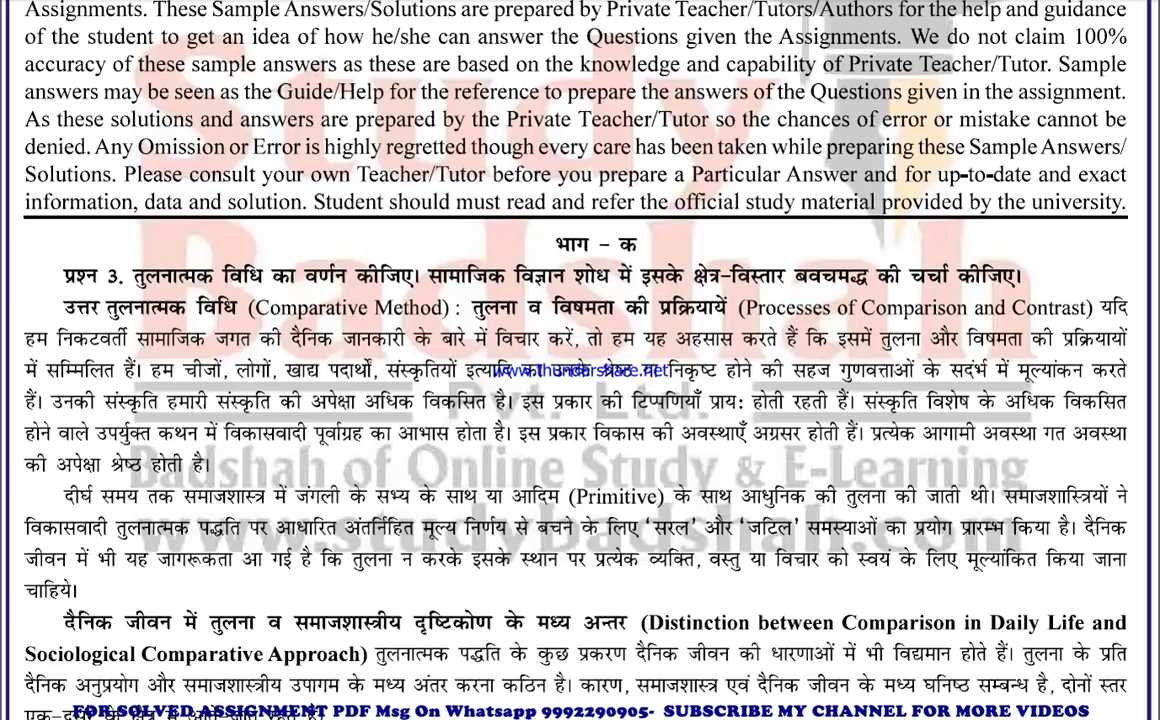 Assignments. These Sample Answers/Solutions are prepared by Private Teacher/Tutors/Authors for the help and guidance
of the student to get an idea of how he/she can answer the Questions given the Assignments. We do not claim 100%
accuracy of these sample answers as these are based on the knowledge and capability of Private Teacher/Tutor. Sample
answers may be seen as the Guide/Help for the reference to prepare the answers of the Questions given in the assignment.
As these solutions and answers are prepared by the Private Teacher/Tutor so the chances of error or mistake cannot be
denied. Any Omission or Error is highly regretted though every care has been taken while preparing these Sample Answers/
Solutions. Please consult your own Teacher/Tutor before you prepare a Particular Answer and for up-to-date and exact
information, data and solution. Student should must read and refer the official study material provided by the university.
भाग – क
प्रश्न 3. तुलनात्मक विधि का वर्णन कीजिए। सामाजिक विज्ञान शोध में इसके क्षेत्र-विस्तार बवचमद्ध की चर्चा कीजिए।
उत्तर तुलनात्मक विधि (Comparative Method) : तुलना व विषमता की प्रक्रियायें (Processes of Comparison and Contrast) यदि
हम निकटवर्ती सामाजिक जगत की दैनिक जानकारी के बारे में विचार करें, तो हम यह अहसास करते हैं कि इसमें तुलना और विषमता की प्रक्रियायों
में सम्मिलित हैं। हम चीजों, लोगों, खाद्य पदार्थों, संस्कृतियों इत्यादि का उनके श्रेष्ठ या निकृष्ट होने की सहज गुणवत्ताओं के सदंर्भ में मूल्यांकन करते
www.thundershare.net
हैं। उनकी संस्कृति हमारी संस्कृति की अपेक्षा अधिक विकसित है। इस प्रकार की टिप्पणियाँ प्राय: होती रहती हैं। संस्कृति विशेष के अधिक विकसित
होने वाले उपर्युक्त कथन में विकासवादी पूर्वाग्रह का आभास होता है। इस प्रकार विकास की अवस्थाएँ अग्रसर होती हैं। प्रत्येक आगामी अवस्था गत अवस्था
की अपेक्षा श्रेष्ठ होती है।
दीर्घ समय तक समाजशास्त्र में जंगली के सभ्य के साथ या आदिम (Primitive) के साथ आधुनिक की तुलना की जाती थी। समाजशास्त्रियों ने
विकासवादी तुलनात्मक पद्धति पर आधारित अंतर्निहित मूल्य निर्णय से बचने के लिए ‘सरल’ और ‘जटिल’ समस्याओं का प्रयोग प्रारम्भ किया है। दैनिक
जीवन में भी यह जागरूकता आ गई है कि तुलना न करके इसके स्थान पर प्रत्येक व्यक्ति, वस्तु या विचार को स्वयं के लिए मूल्यांकित किया जाना
चाहिये।
दैनिक जीवन में तुलना व समाजशास्त्रीय दृष्टिकोण के मध्य अन्तर (Distinction between Comparison in Daily Life and
Sociological Comparative Approach) तुलनात्मक पद्धति के कुछ प्रकरण दैनिक जीवन की धारणाओं में भी विद्यमान होते हैं। तुलना के प्रति
दैनिक अनुप्रयोग और समाजशास्त्रीय उपागम के मध्य अंतर करना कठिन है। कारण, समाजशास्त्र एवं दैनिक जीवन के मध्य घनिष्ठ सम्बन्ध है, दोनों स्तर
FOR SOLVED ASSIGNMENT PDF Msg On Whatsapp 9992290905- SUBSCRIBE MY CHANNEL FOR MORE VIDEOS
Study
Badshah
Pvt. Ltd.
Badshah of Online Study & E-Learning
www.studybadshah.com